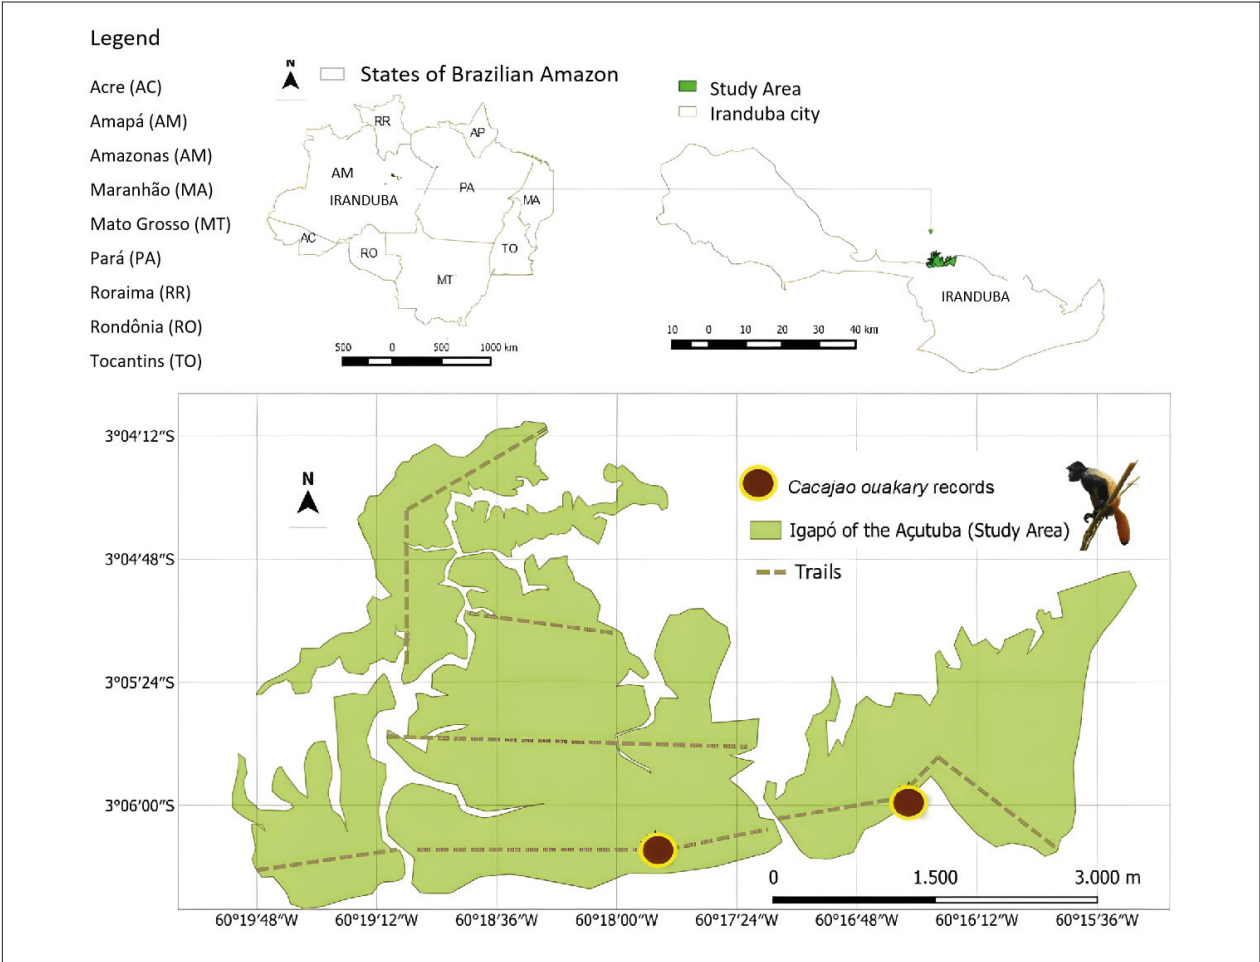 Legend
Acre (AC)
Amapá (AM)
Amazonas (AM)
Maranhão (MA)
Mato Grosso (MT)
Pará (PA)
Roraima (RR)
Rondônia (RO)
Tocantins (TO)
N
States of Brazilian Amazon
RR
AP
AM
PA
IRANDUBA
MA
AC
RO
TO
MT
500 0 500 1000 km
Study Area
Iranduba city
IRANDUBA
10 0 10 20 30 40 km
3°04'12"S
3°04'48"S
3°05'24"S
3°06'00"S
N
Cacajao ouakary records
Igapó of the Açutuba (Study Area)
Trails
0 1.500 3.000 m
60°19'48"W 60°19'12"W 60°18'36"W 60°18'00"W 60°17'24"W 60°16'48"W 60°16'12"W 60°15'36"W